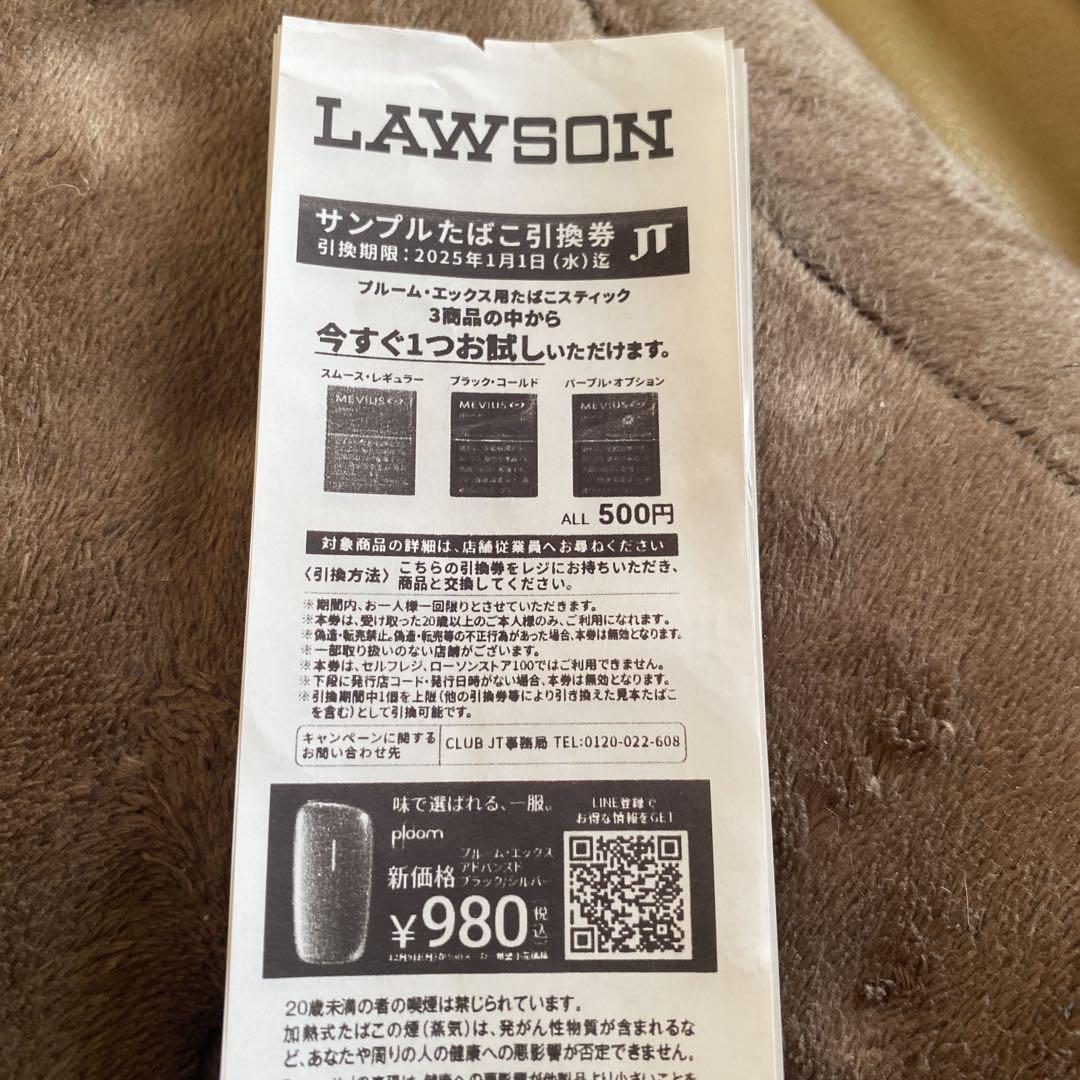 LAWSON
サンプルたばこ引換券 JT
引換期限：2025年1月1日（水）迄
プルーム・エックス用たばこスティック
3商品の中から
今すぐ1つお試しいただけます。
スムース・レギュラー ブラック・コールド パープル・オプション
MEVIUS MEVIUS MEVIUS
ALL 500円
対象商品の詳細は、店舗従業員へお尋ねください
〈引換方法〉こちらの引換券をレジにお持ちいただき、
商品と交換してください。
※期間内、お一人様一回限りとさせていただきます。
※本券は、受け取った20歳以上のご本人様のみ、ご利用になれます。
※偽造・転売禁止。偽造・転売等の不正行為があった場合、本券は無効となります。
※一部取り扱いのない店舗がございます。
※本券は、セルフレジ、ローソンストア100ではご利用できません。
※下段に発行店コード・発行日時がない場合、本券は無効となります。
※引換期間中1個を上限（他の引換券等により引き換えた見本たばこ
を含む）として引換可能です。
キャンペーンに関する
お問い合わせ先
CLUB JT事務局 TEL:0120-022-608
味で選ばれる、一服。
ploom
新価格
プルーム・エックス
アドバンスド
ブラック/シルバー
¥980（税込）
LINE登録で
お得な情報をGET
20歳未満の者の喫煙は禁じられています。
加熱式たばこの煙（蒸気）は、発がん性物質が含まれるな
ど、あなたや周りの人の健康への悪影響が否定できません。